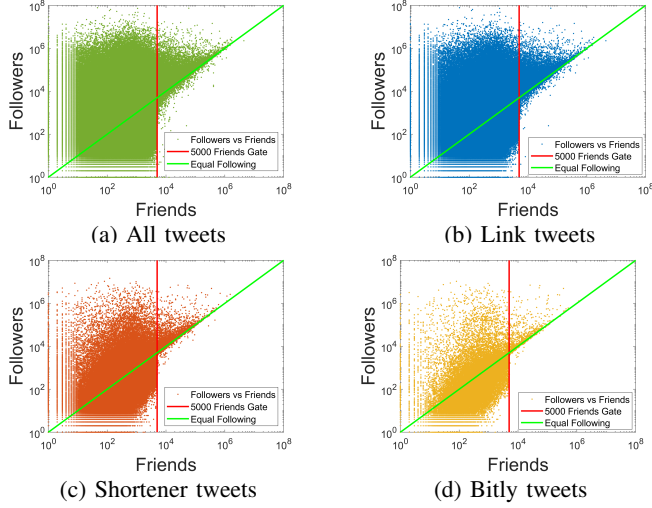 10^8
10^6
10^4
10^2
10^0
Followers
Followers vs Friends
5000 Friends Gate
Equal Following
10^0 10^2 10^4 10^6 10^8
Friends
(a) All tweets
10^8
10^6
10^4
10^2
10^0
Followers
Followers vs Friends
5000 Friends Gate
Equal Following
10^0 10^2 10^4 10^6 10^8
Friends
(b) Link tweets
10^8
10^6
10^4
10^2
10^0
Followers
Followers vs Friends
5000 Friends Gate
Equal Following
10^0 10^2 10^4 10^6 10^8
Friends
(c) Shortener tweets
10^8
10^6
10^4
10^2
10^0
Followers
Followers vs Friends
5000 Friends Gate
Equal Following
10^0 10^2 10^4 10^6 10^8
Friends
(d) Bitly tweets